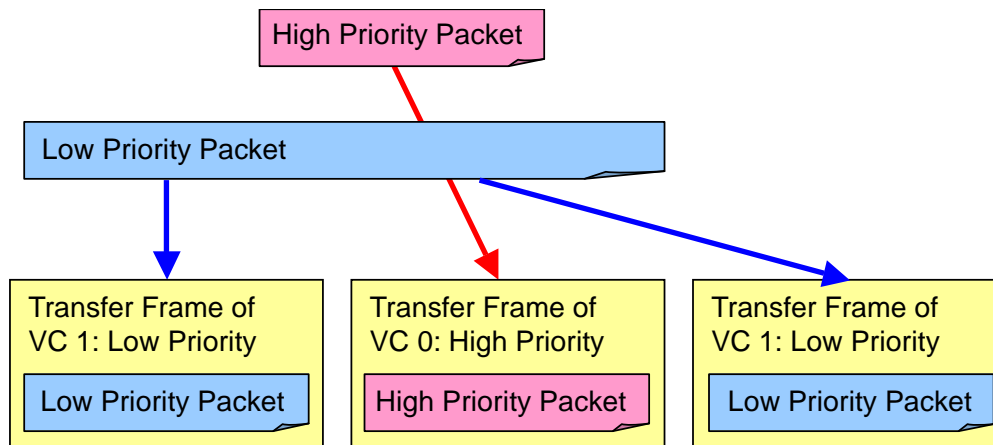 High Priority Packet
Low Priority Packet
Transfer Frame of
VC 1: Low Priority
Low Priority Packet
Transfer Frame of
VC 0: High Priority
High Priority Packet
Transfer Frame of
VC 1: Low Priority
Low Priority Packet